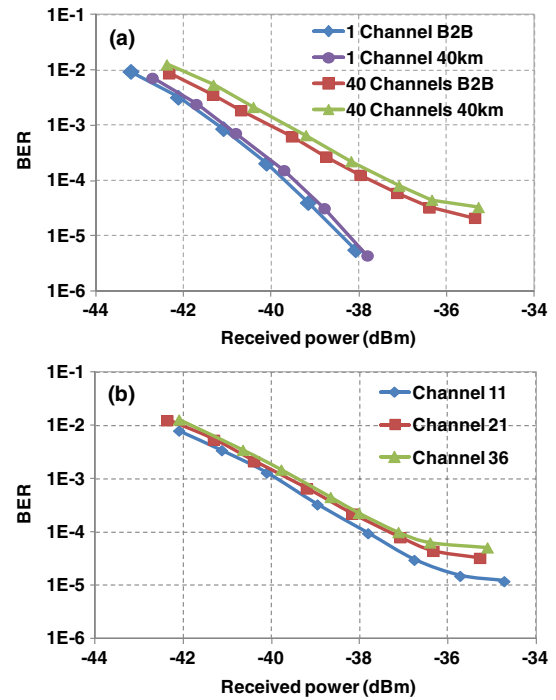 (a)
1 Channel B2B
1 Channel 40km
40 Channels B2B
40 Channels 40km
1E-1
1E-2
1E-3
1E-4
1E-5
1E-6
BER
-44 -42 -40 -38 -36 -34
Received power (dBm)
(b)
Channel 11
Channel 21
Channel 36
1E-1
1E-2
1E-3
1E-4
1E-5
1E-6
BER
-44 -42 -40 -38 -36 -34
Received power (dBm)